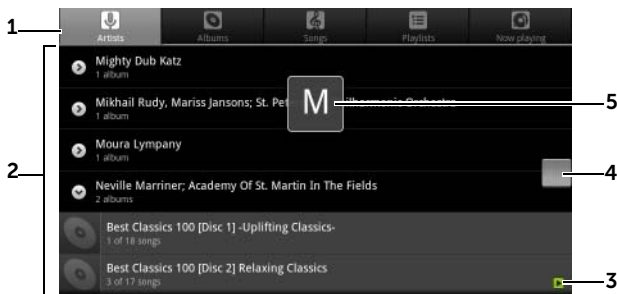 1
Artists Albums Songs Playlists Now playing
2
Mighty Dub Katz
1 album
Mikhail Rudy, Mariss Jansons; St. Pet
M
Orchestra
5
Moura Lympany
1 album
4
Neville Marriner; Academy Of St. Martin In The Fields
2 albums
Best Classics 100 [Disc 1] -Uplifting Classics-
1 of 18 songs
Best Classics 100 [Disc 2] Relaxing Classics
3 of 17 songs
3